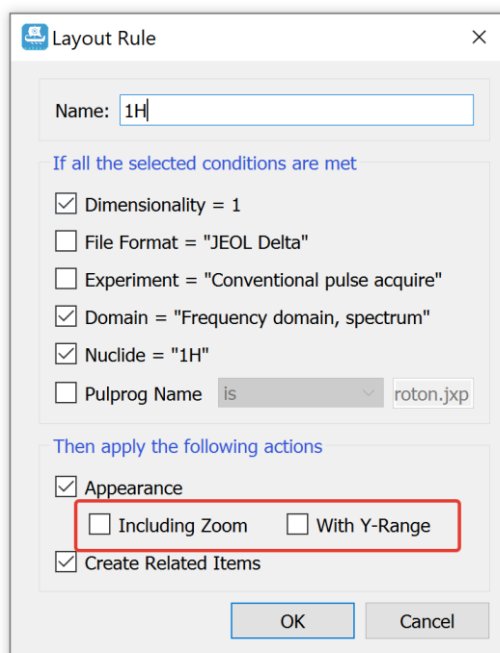 Layout Rule
Name: 1H
If all the selected conditions are met
Dimensionality = 1
File Format = "JEOL Delta"
Experiment = "Conventional pulse acquire"
Domain = "Frequency domain, spectrum"
Nuclide = "1H"
Pulprog Name is roton.jxp
Then apply the following actions
Appearance
Including Zoom With Y-Range
Create Related Items
OK Cancel